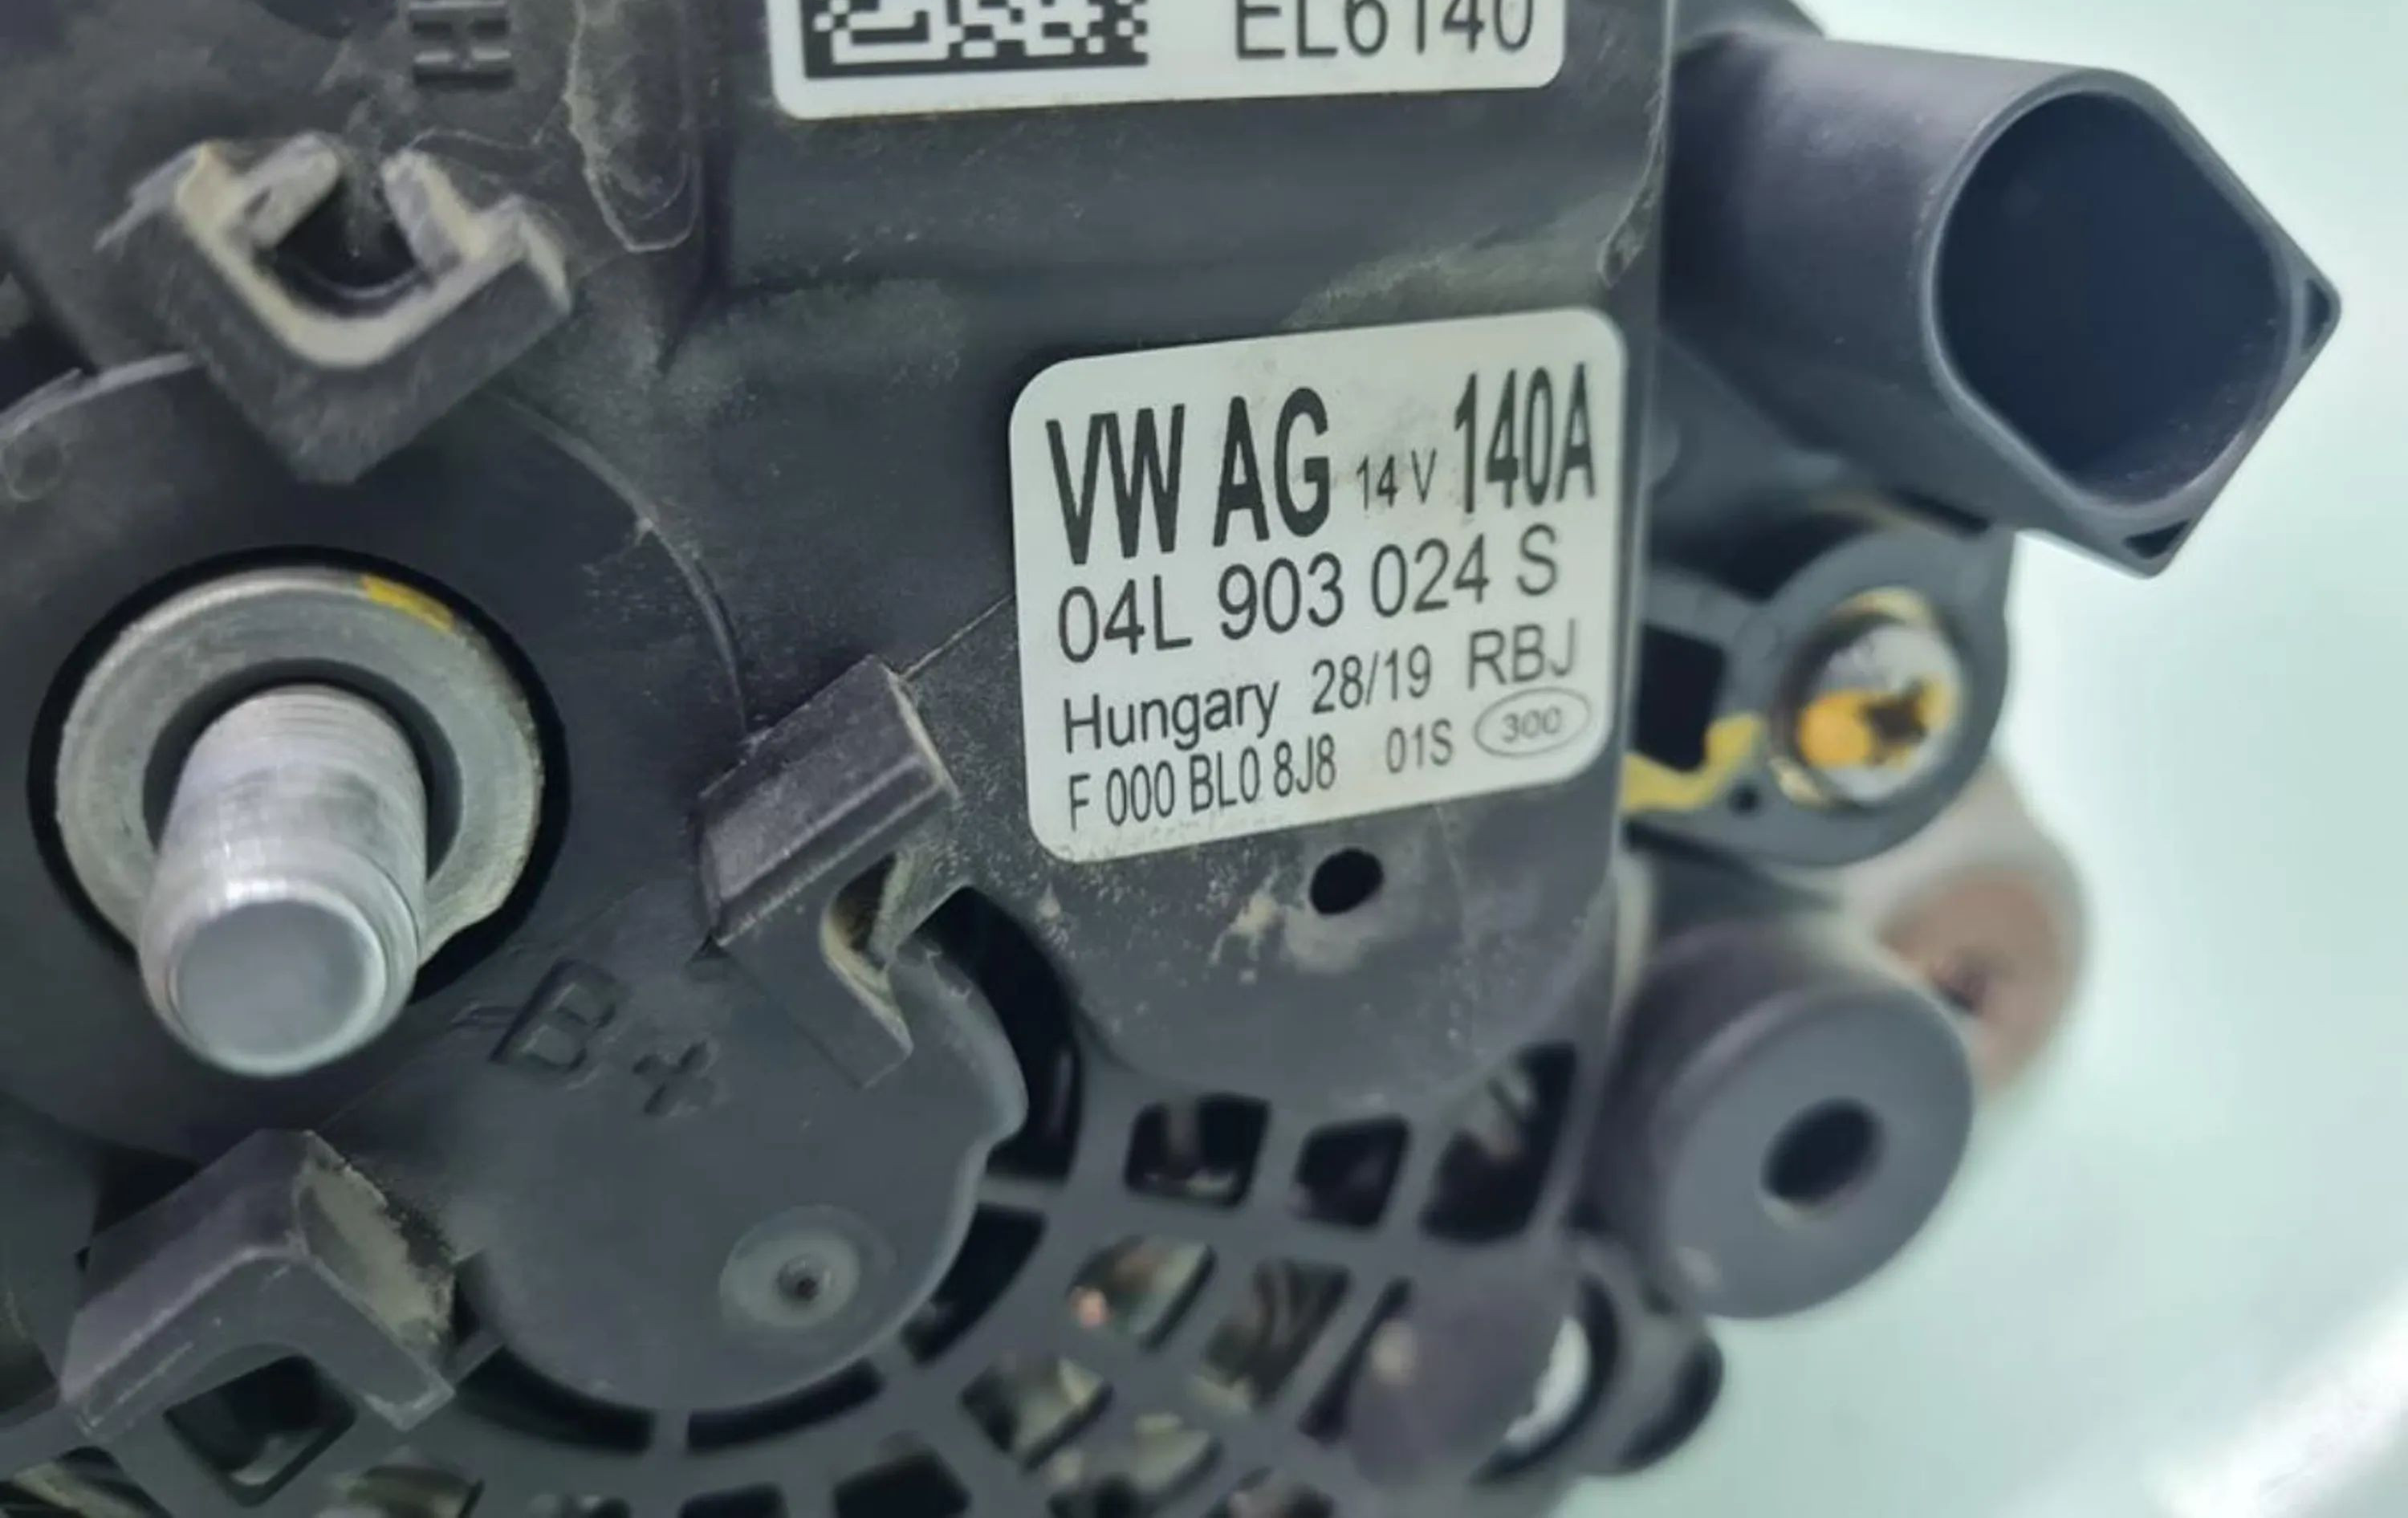 EL6140
VW AG 14 V 140A
04L 903 024 S
Hungary 28/19 RBJ
F 000 BL0 8J8 01S 300
B+